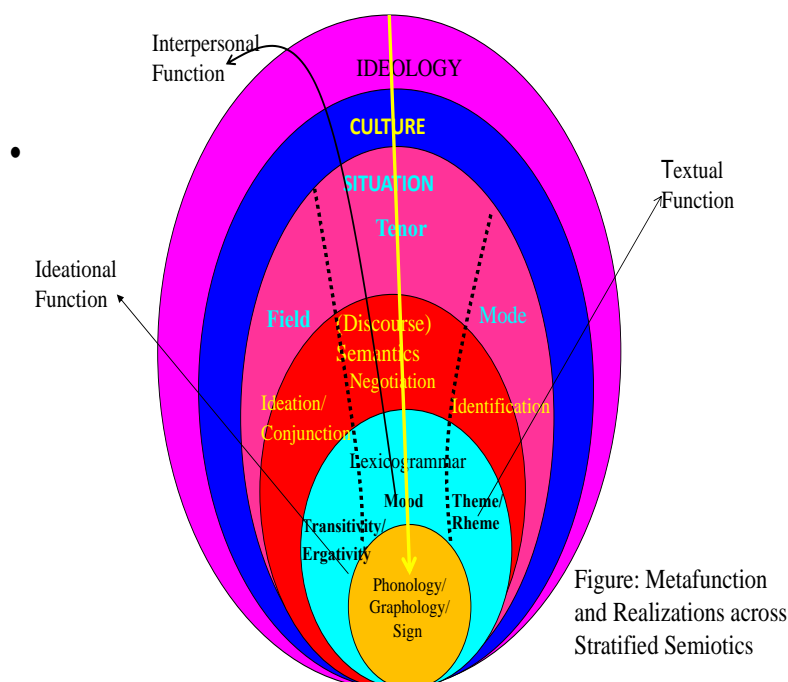 Interpersonal
Function
IDEOLOGY
CULTURE
•
SITUATION
Tenor
Textual
Function
Ideational
Function
Field
Mode
(Discourse)
Semantics
Negotiation
Ideation/
Conjunction
Identification
Lexicogrammar
Mood
Theme/
Rheme
Transitivity/
Ergativity
Phonology/
Graphology/
Sign
Figure: Metafunction
and Realizations across
Stratified Semiotics